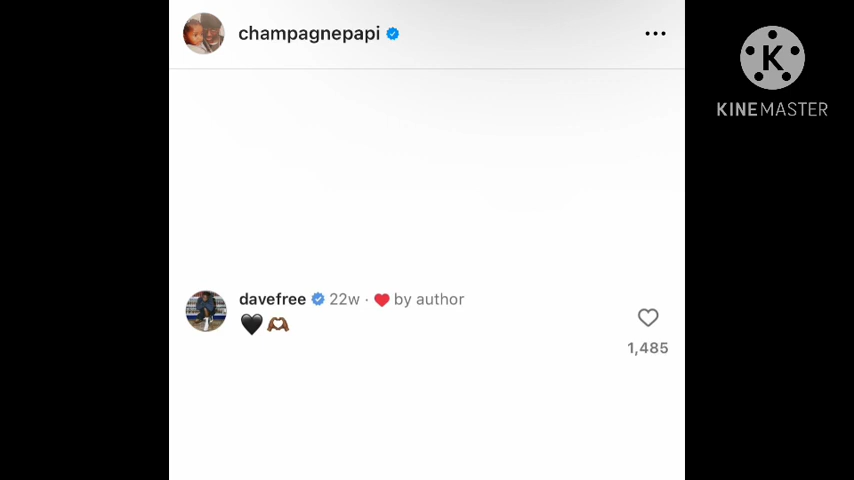 champagnepapi
KINEMASTER
davefree 22w · ❤️ by author
🖤🫶🏾
1,485